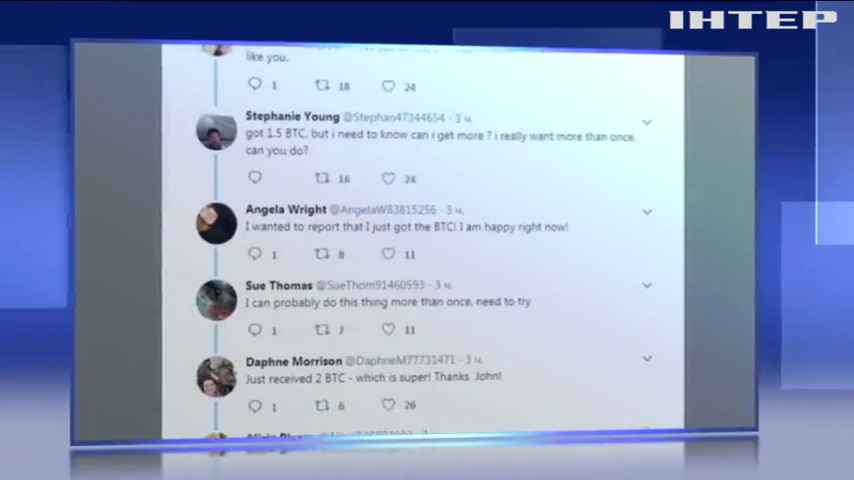 ІНТЕР
like you.
1 18 24
Stephanie Young @Stephan47344654 · 3 ч.
got 1.5 BTC, but i need to know can i get more ? i really want more than once.
can you do?
16 24
Angela Wright @AngelaW83815256 · 3 ч.
I wanted to report that I just got the BTC! I am happy right now!
1 8 11
Sue Thomas @SueThom91460593 · 3 ч.
I can probably do this thing more than once, need to try
1 7 11
Daphne Morrison @DaphneM77731471 · 3 ч.
Just received 2 BTC - which is super! Thanks John!
1 6 26